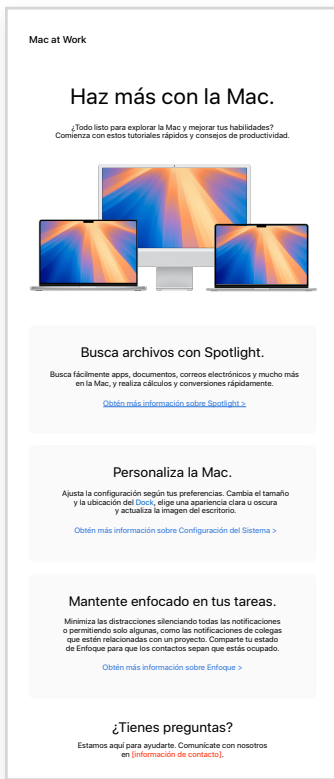 Mac at Work
Haz más con la Mac.
¿Todo listo para explorar la Mac y mejorar tus habilidades?
Comienza con estos tutoriales rápidos y consejos de productividad.
Busca archivos con Spotlight.
Busca fácilmente apps, documentos, correos electrónicos y mucho más
en la Mac, y realiza cálculos y conversiones rápidamente.
Obtén más información sobre Spotlight >
Personaliza la Mac.
Ajusta la configuración según tus preferencias. Cambia el tamaño
y la ubicación del Dock, elige una apariencia clara u oscura
y actualiza la imagen del escritorio.
Obtén más información sobre Configuración del Sistema >
Mantente enfocado en tus tareas.
Minimiza las distracciones silenciando todas las notificaciones
o permitiendo solo algunas, como las notificaciones de colegas
que estén relacionadas con un proyecto. Comparte tu estado
de Enfoque para que los contactos sepan que estás ocupado.
Obtén más información sobre Enfoque >
¿Tienes preguntas?
Estamos aquí para ayudarte. Comunícate con nosotros
en [información de contacto].